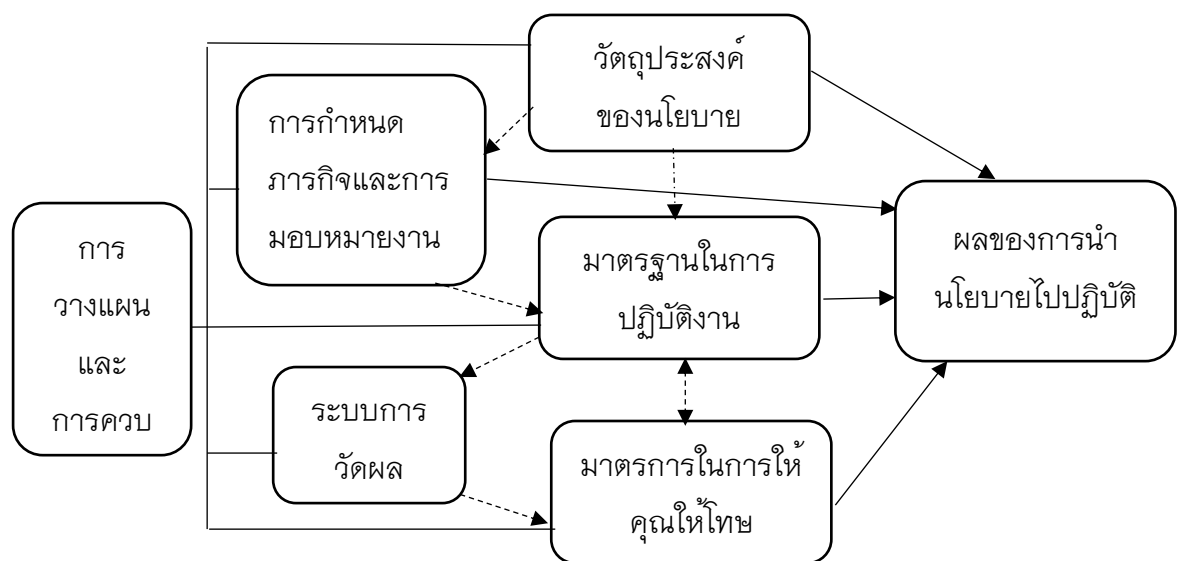 วัตถุประสงค์
ของนโยบาย
การกำหนด
ภารกิจและการ
มอบหมายงาน
การ
วางแผน
และ
การควบ
มาตรฐานในการ
ปฏิบัติงาน
ผลของการนำ
นโยบายไปปฏิบัติ
ระบบการ
วัดผล
มาตรการในการให้
คุณให้โทษ